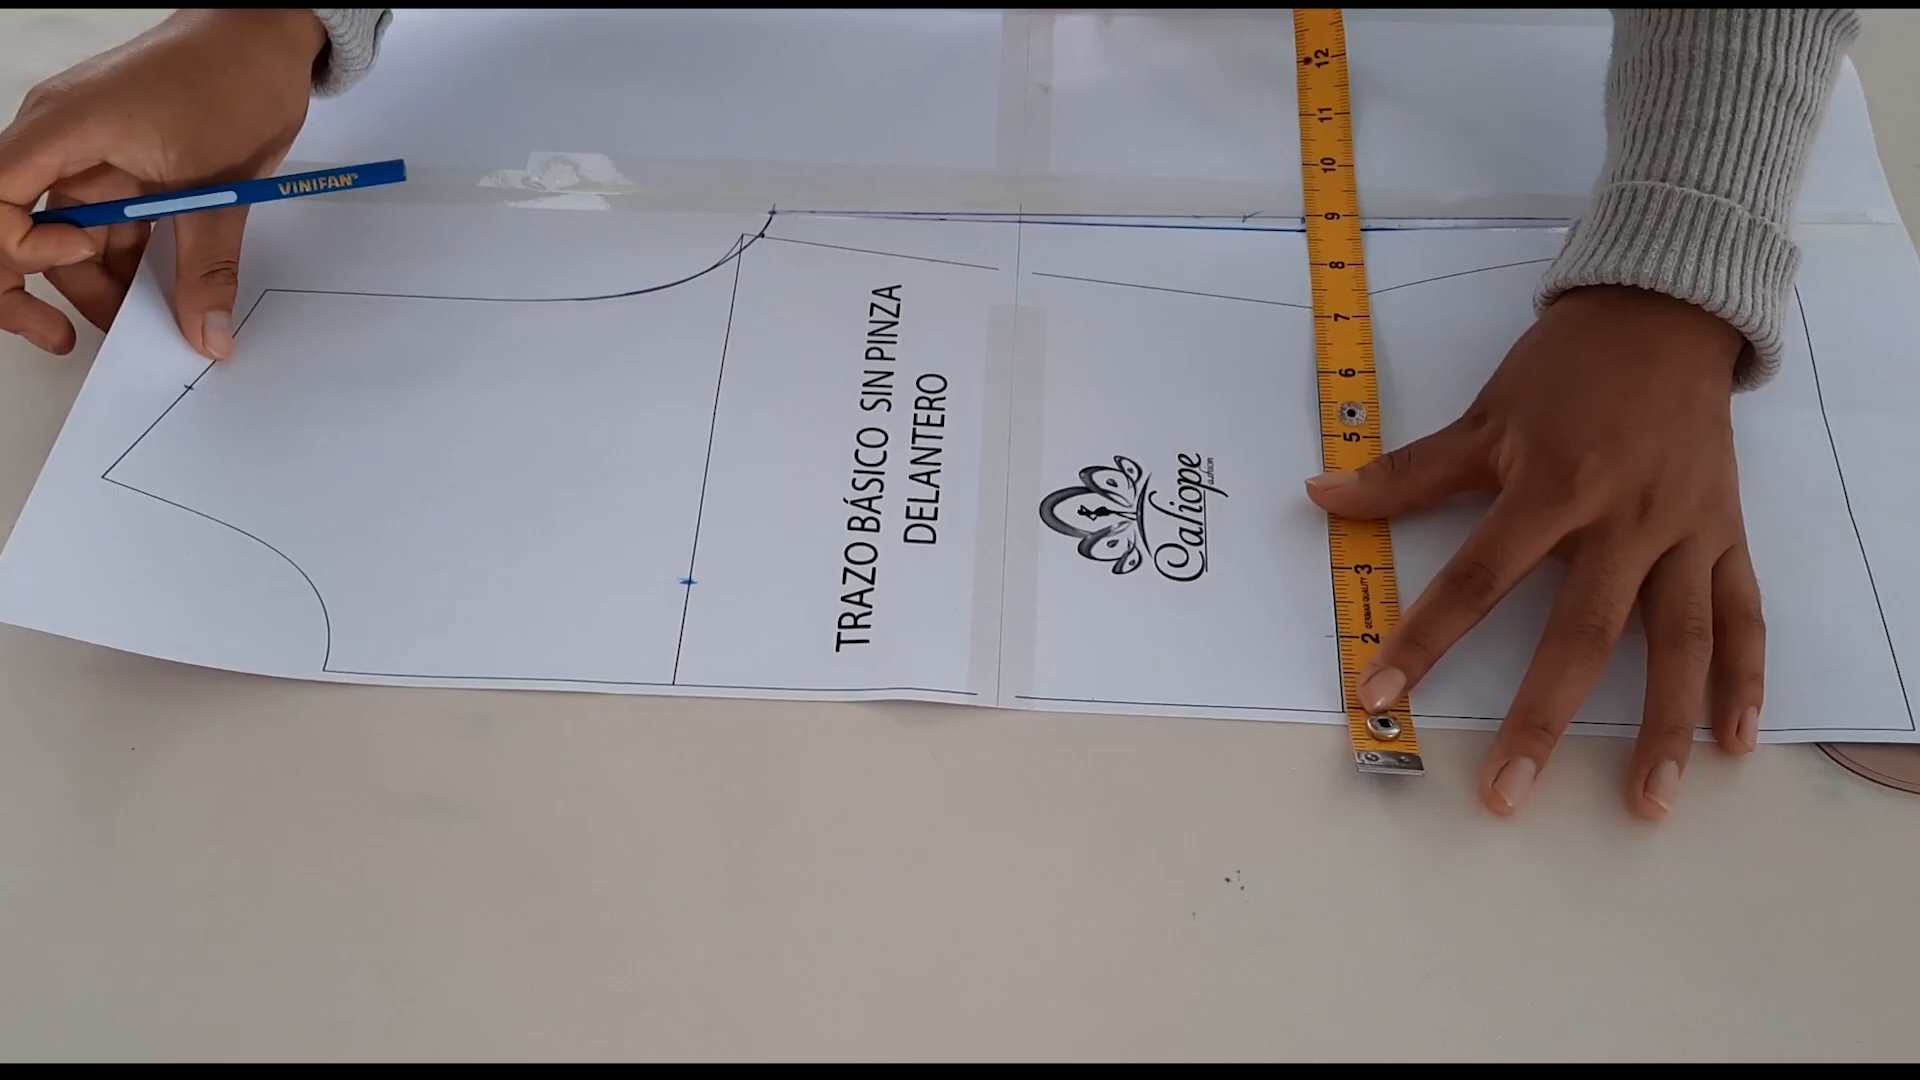 VINIFAN
TRAZO BÁSICO SIN PINZA
DELANTERO
Caliope
fashion
12
11
10
9
8
7
6
5
3
2
GERMAN QUALITY